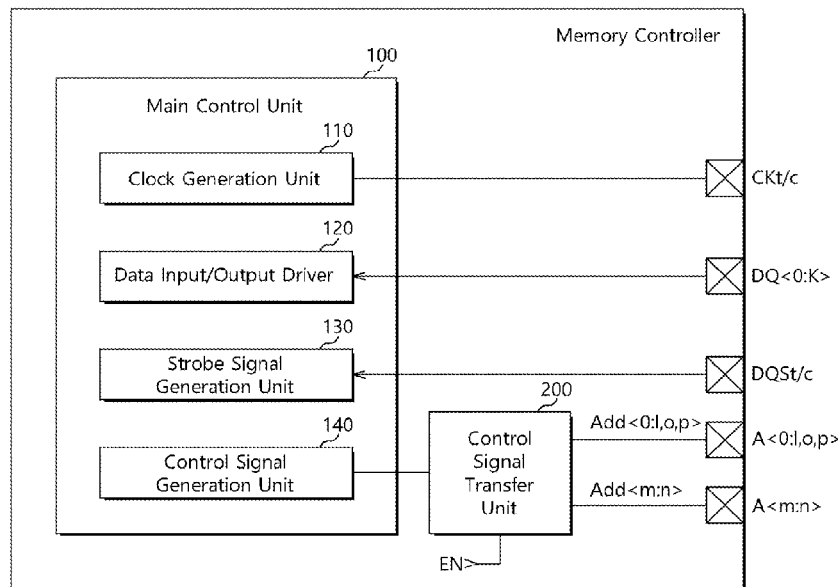 Memory Controller
100
Main Control Unit
110
Clock Generation Unit
CKt/c
120
Data Input/Output Driver
DQ<0:K>
130
Strobe Signal
Generation Unit
DQSt/c
140
Control Signal
Generation Unit
200
Control
Signal
Transfer
Unit
Add<0:l,o,p>
A<0:l,o,p>
Add<m:n>
A<m:n>
EN